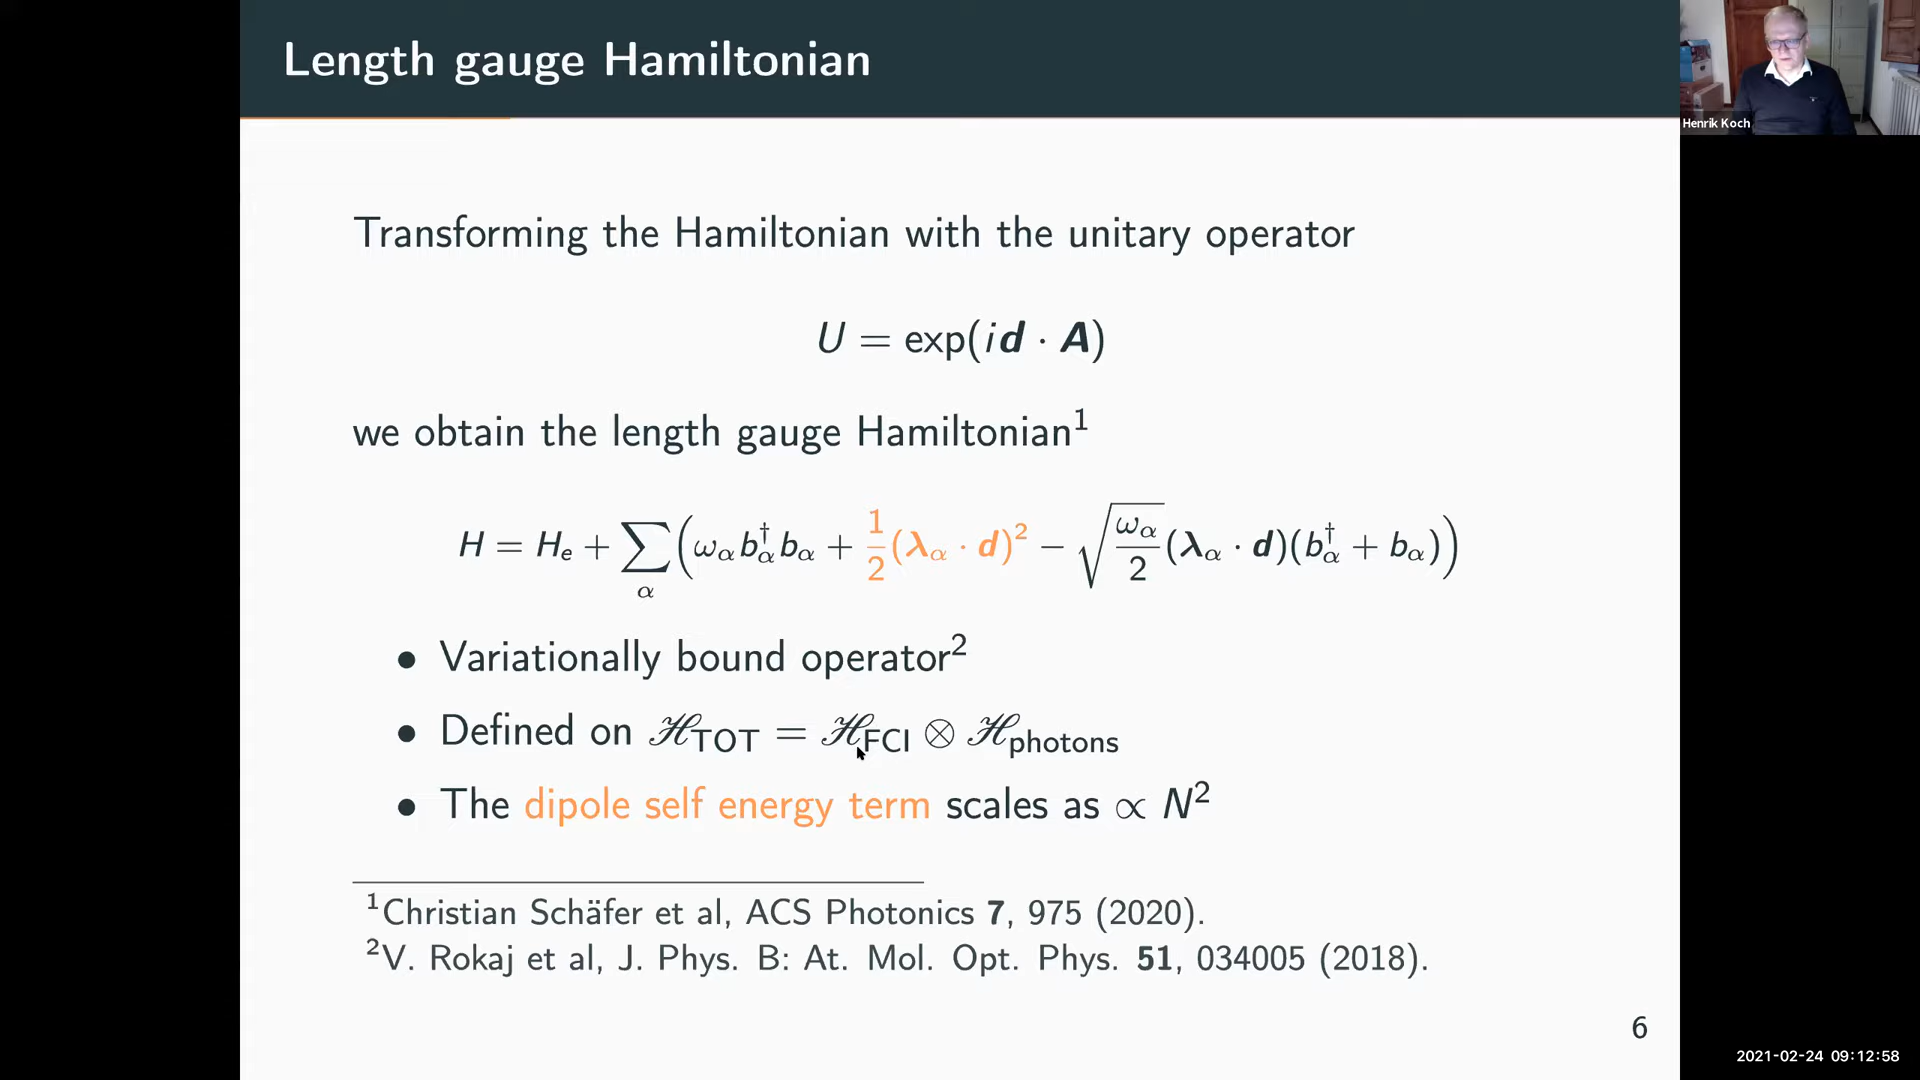 Length gauge Hamiltonian
Henrik Koch
Transforming the Hamiltonian with the unitary operator
U = exp(id · A)
we obtain the length gauge Hamiltonian¹
H = Hₑ + ∑_α (ω_α b†_α b_α + 1/2 (λ_α · d)² − √(ω_α/2) (λ_α · d)(b†_α + b_α))
• Variationally bound operator²
• Defined on ℋ_TOT = ℋ_FCI ⊗ ℋ_photons
• The dipole self energy term scales as ∝ N²
¹Christian Schäfer et al, ACS Photonics 7, 975 (2020).
²V. Rokaj et al, J. Phys. B: At. Mol. Opt. Phys. 51, 034005 (2018).
6
2021-02-24 09:12:58